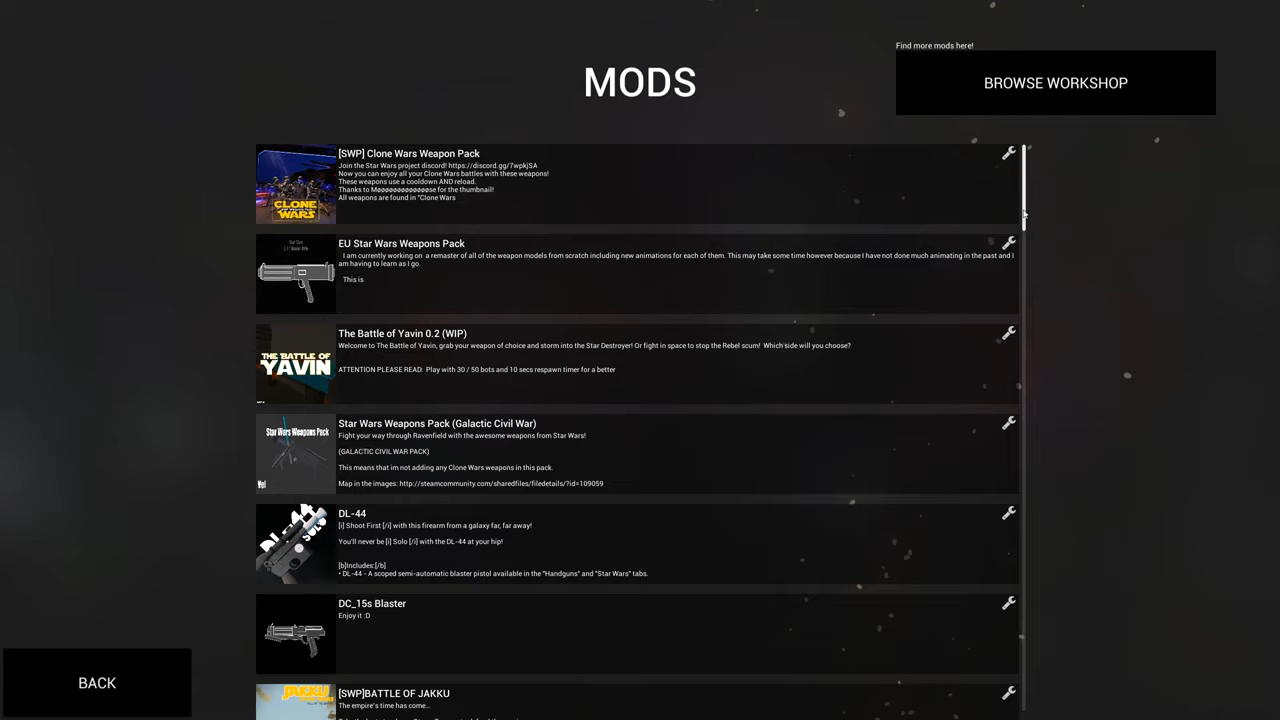 Find more mods here!
MODS
BROWSE WORKSHOP
[SWP] Clone Wars Weapon Pack
Join the Star Wars project discord! https://discord.gg/7wpkjSA
Now you can enjoy all your Clone Wars battles with these weapons!
These weapons use a cooldown AND reload.
Thanks to Møøøøøøøøøøøøse for the thumbnail!
All weapons are found in "Clone Wars
CLONE
WARS
EU Star Wars Weapons Pack
I am currently working on a remaster of all of the weapon models from scratch including new animations for each of them. This may take some time however because I have not done much animating in the past and I
am having to learn as I go.
This is
The Battle of Yavin 0.2 (WIP)
Welcome to The Battle of Yavin, grab your weapon of choice and storm into the Star Destroyer! Or fight in space to stop the Rebel scum! Which side will you choose?
THE BATTLE OF
YAVIN
ATTENTION PLEASE READ: Play with 30 / 50 bots and 10 secs respawn timer for a better
Star Wars Weapons Pack (Galactic Civil War)
Star Wars Weapons Pack
Fight your way through Ravenfield with the awesome weapons from Star Wars!
(GALACTIC CIVIL WAR PACK)
This means that im not adding any Clone Wars weapons in this pack.
Map in the images: http://steamcommunity.com/sharedfiles/filedetails/?id=109059
DL-44
[i] Shoot First [/i] with this firearm from a galaxy far, far away!
You'll never be [i] Solo [/i] with the DL-44 at your hip!
[b]Includes:[/b]
• DL-44 - A scoped semi-automatic blaster pistol available in the "Handguns" and "Star Wars" tabs.
DC_15s Blaster
Enjoy it :D
[SWP]BATTLE OF JAKKU
JAKKU
The empire's time has come…
BACK